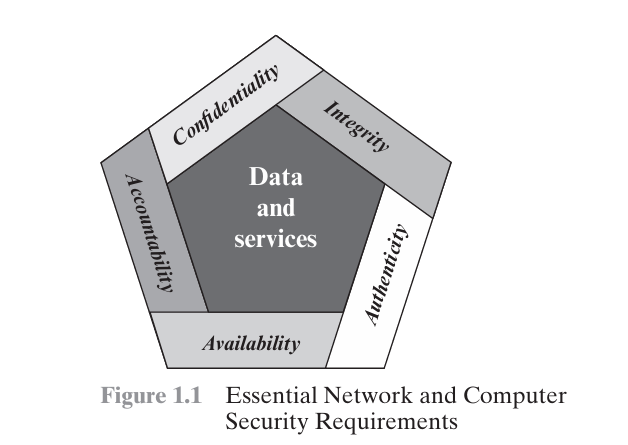 Confidentiality
Integrity
Accountability
Data
and
services
Authenticity
Availability
Figure 1.1 Essential Network and Computer
Security Requirements